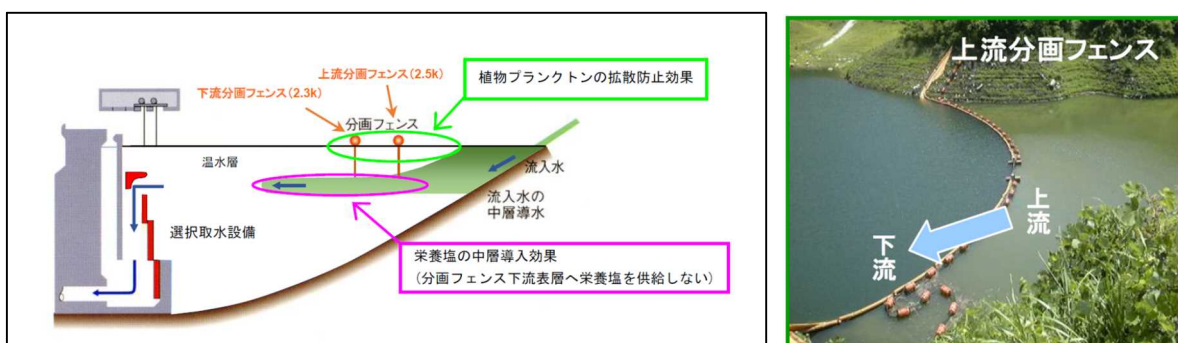 植物プランクトンの拡散防止効果
上流分画フェンス(2.5k)
下流分画フェンス(2.3k)
分画フェンス
温水層
流入水
流入水の
中層導水
選択取水設備
栄養塩の中層導入効果
(分画フェンス下流表層へ栄養塩を供給しない)
上流分画フェンス
上流
下流